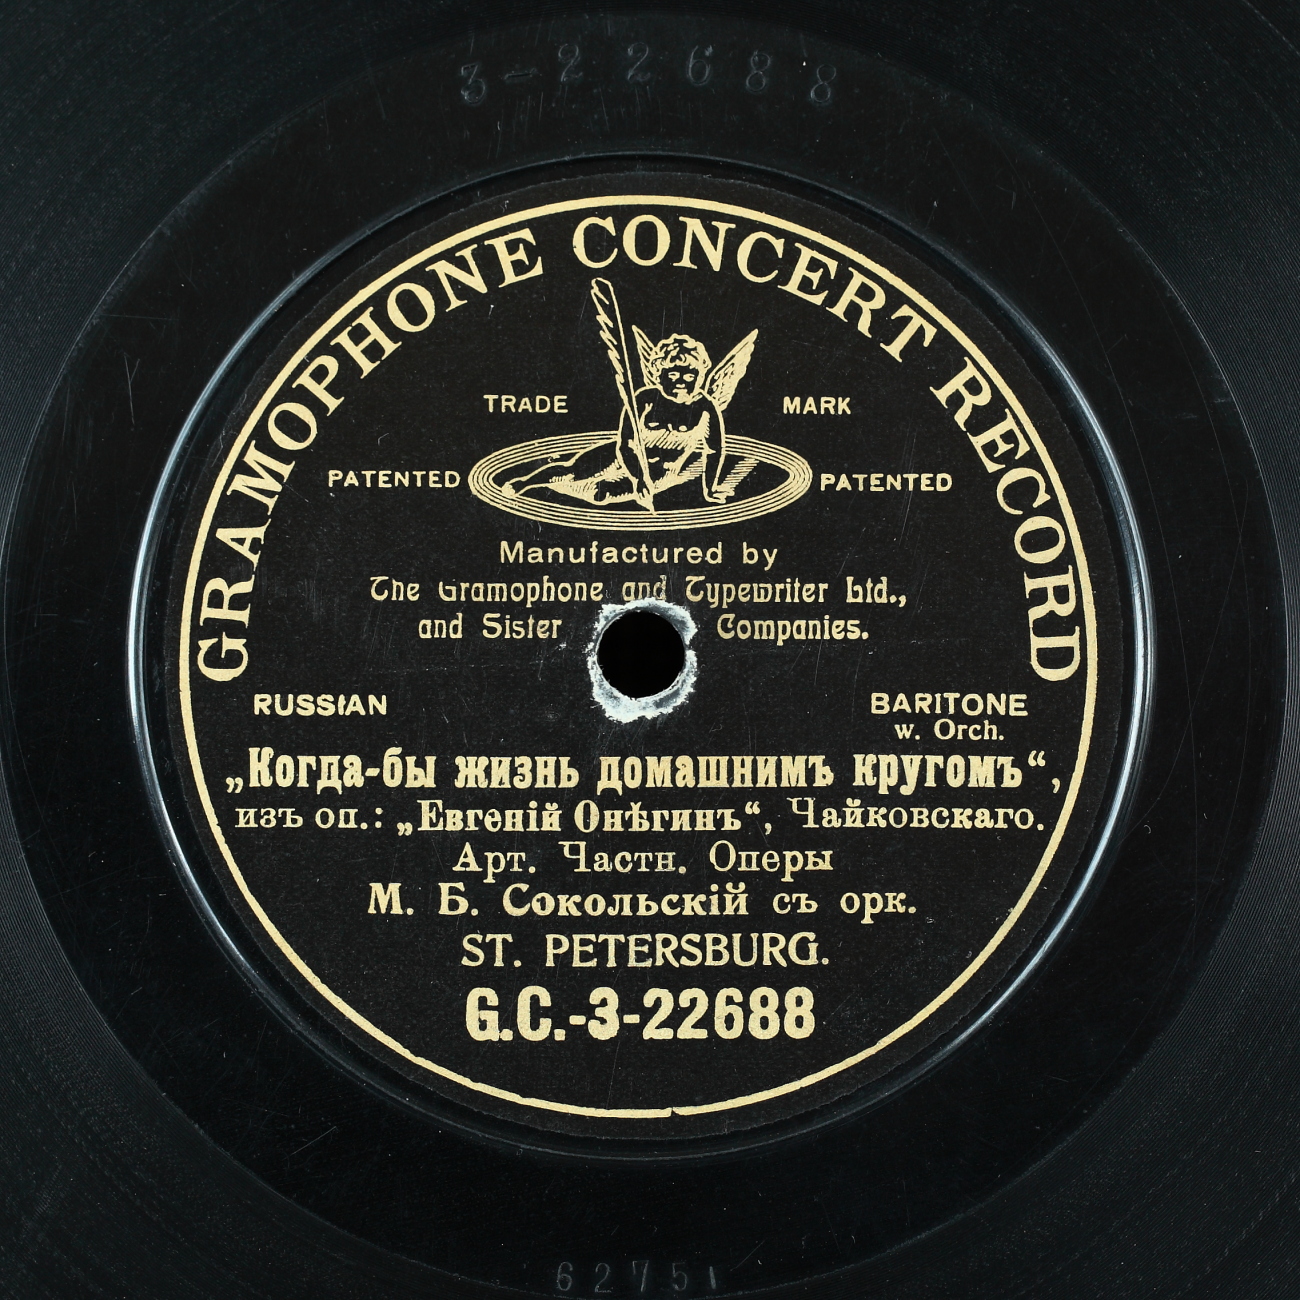 3-22688
GRAMOPHONE CONCERT RECORD
TRADE MARK
PATENTED PATENTED
Manufactured by
The Gramophone and Typewriter Ltd.,
and Sister Companies.
RUSSIAN BARITONE
w. Orch.
„Когда-бы жизнь домашнимъ кругомъ“,
изъ оп.: „Евгеній Онѣгинъ“, Чайковскаго.
Арт. Частн. Оперы
М. Б. Сокольскій съ орк.
ST. PETERSBURG.
G.C.-3-22688
62751